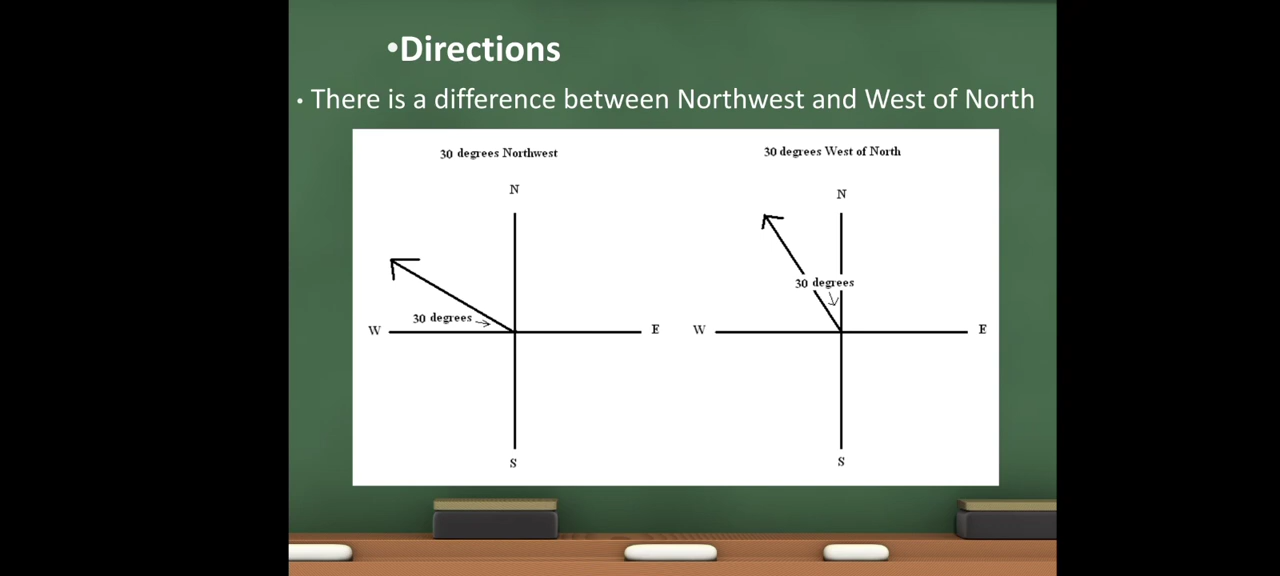 •Directions
• There is a difference between Northwest and West of North
30 degrees Northwest
N
30 degrees
W
E
S
30 degrees West of North
N
30 degrees
W
E
S